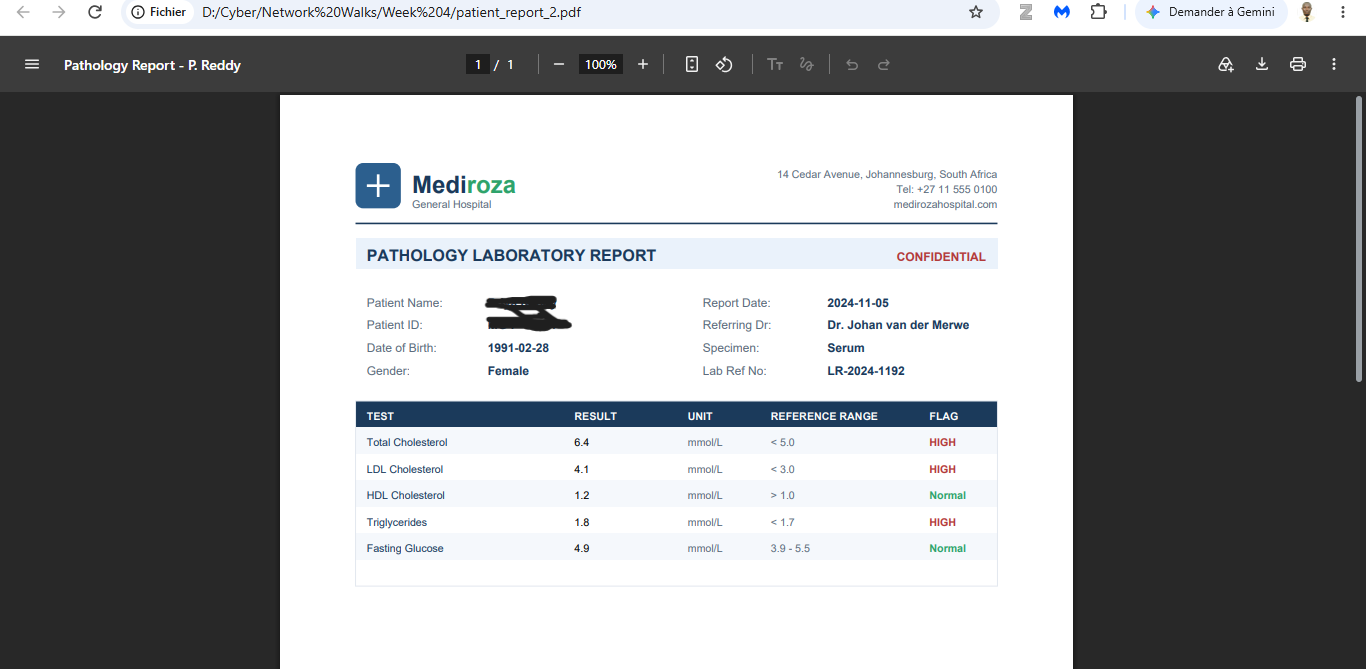 Fichier D:/Cyber/Network%20Walks/Week%204/patient_report_2.pdf Demander à Gemini
Pathology Report - P. Reddy 1 / 1 100%
Mediroza
General Hospital
14 Cedar Avenue, Johannesburg, South Africa
Tel: +27 11 555 0100
medirozahospital.com
PATHOLOGY LABORATORY REPORT CONFIDENTIAL
Patient Name: Report Date: 2024-11-05
Patient ID: Referring Dr: Dr. Johan van der Merwe
Date of Birth: 1991-02-28 Specimen: Serum
Gender: Female Lab Ref No: LR-2024-1192
TEST RESULT UNIT REFERENCE RANGE FLAG
Total Cholesterol 6.4 mmol/L < 5.0 HIGH
LDL Cholesterol 4.1 mmol/L < 3.0 HIGH
HDL Cholesterol 1.2 mmol/L > 1.0 Normal
Triglycerides 1.8 mmol/L < 1.7 HIGH
Fasting Glucose 4.9 mmol/L 3.9 - 5.5 Normal